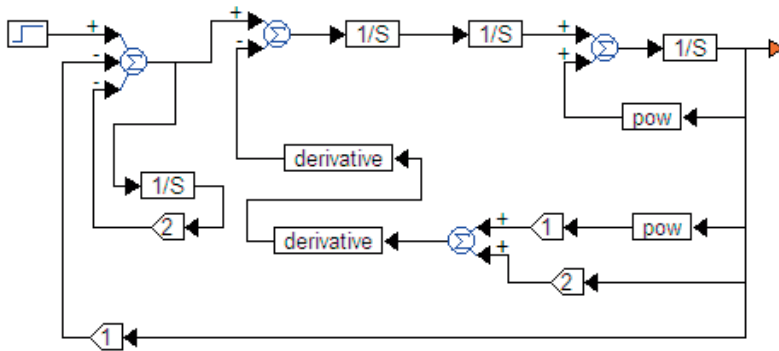 +
-
-
Σ
+
-
Σ
1/S
1/S
+
+
Σ
1/S
pow
derivative
1/S
2
derivative
Σ
+
+
1
pow
2
1